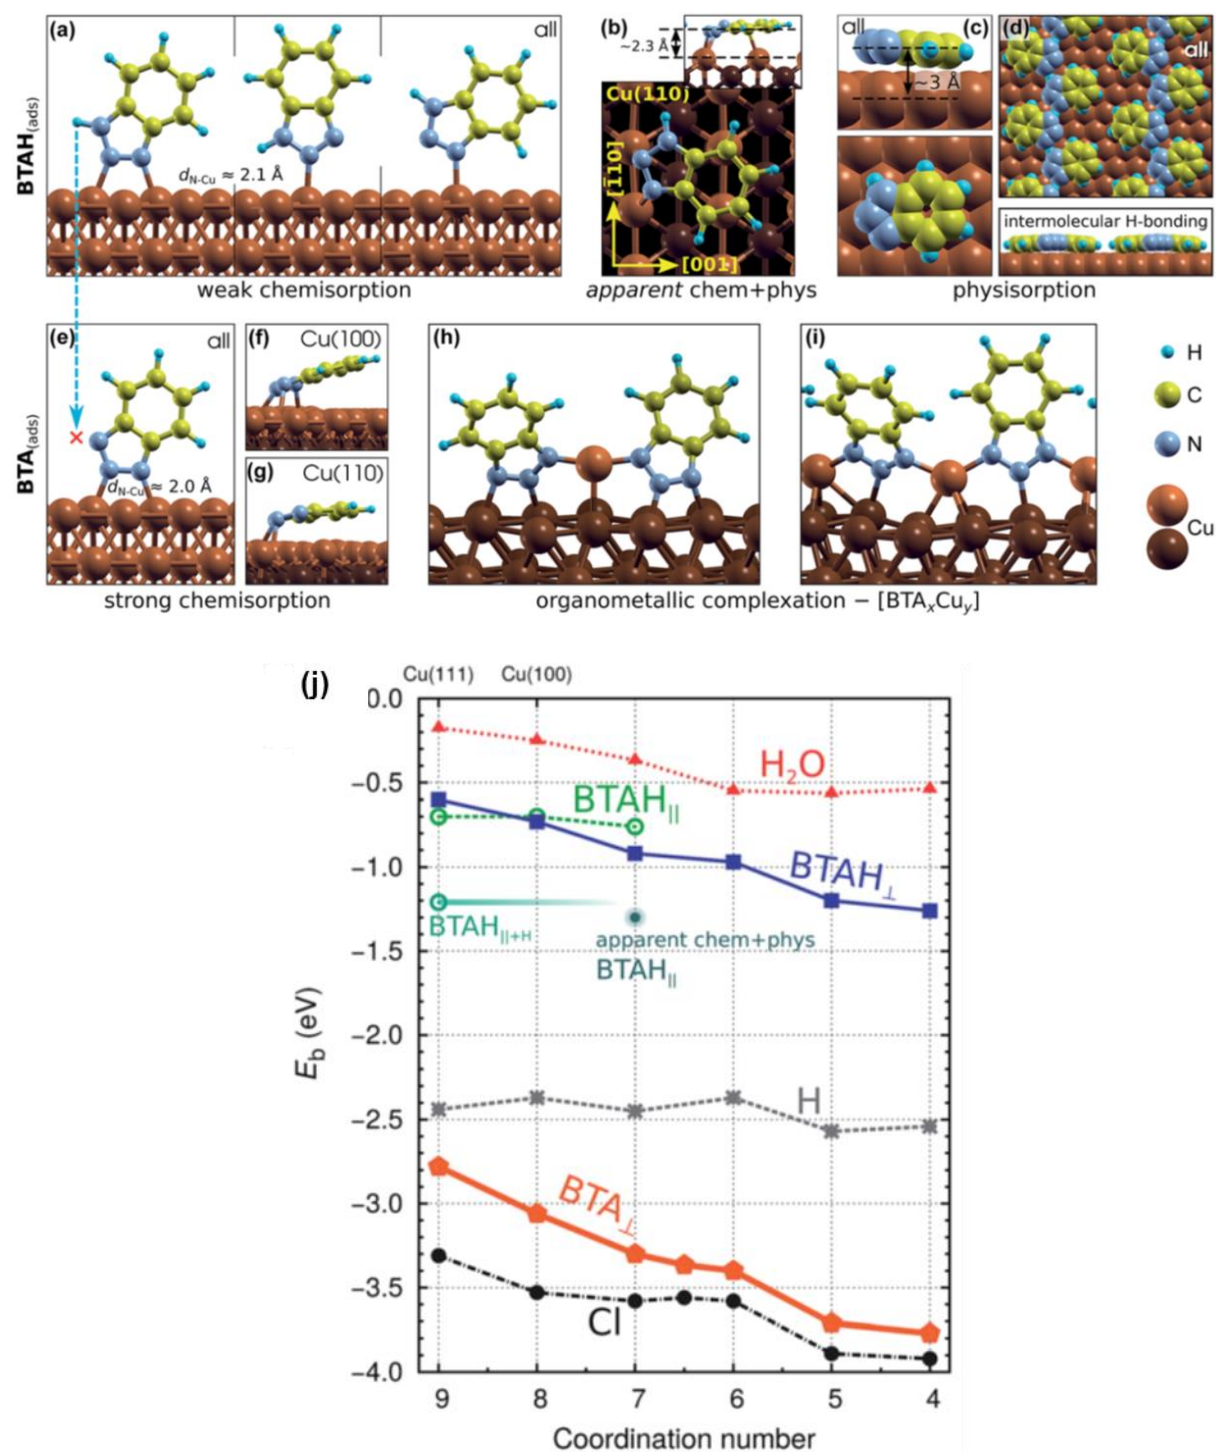 (a)
all
BTAH(ads)
dN-Cu ≈ 2.1 Å
weak chemisorption
(b)
~2.3 Å
Cu(110)
[1̄10]
[001]
apparent chem+phys
all
(c)
~3 Å
(d)
all
intermolecular H-bonding
physisorption
(e)
all
BTA(ads)
×
dN-Cu ≈ 2.0 Å
(f)
Cu(100)
(g)
Cu(110)
strong chemisorption
(h)
(i)
organometallic complexation − [BTAxCuy]
H
C
N
Cu
(j)
Cu(111)
Cu(100)
0.0
−0.5
−1.0
−1.5
−2.0
−2.5
−3.0
−3.5
−4.0
Eb (eV)
H2O
BTAH||
BTAH⊥
BTAH||+H
apparent chem+phys
BTAH||
H
BTA⊥
Cl
9 8 7 6 5 4
Coordination number